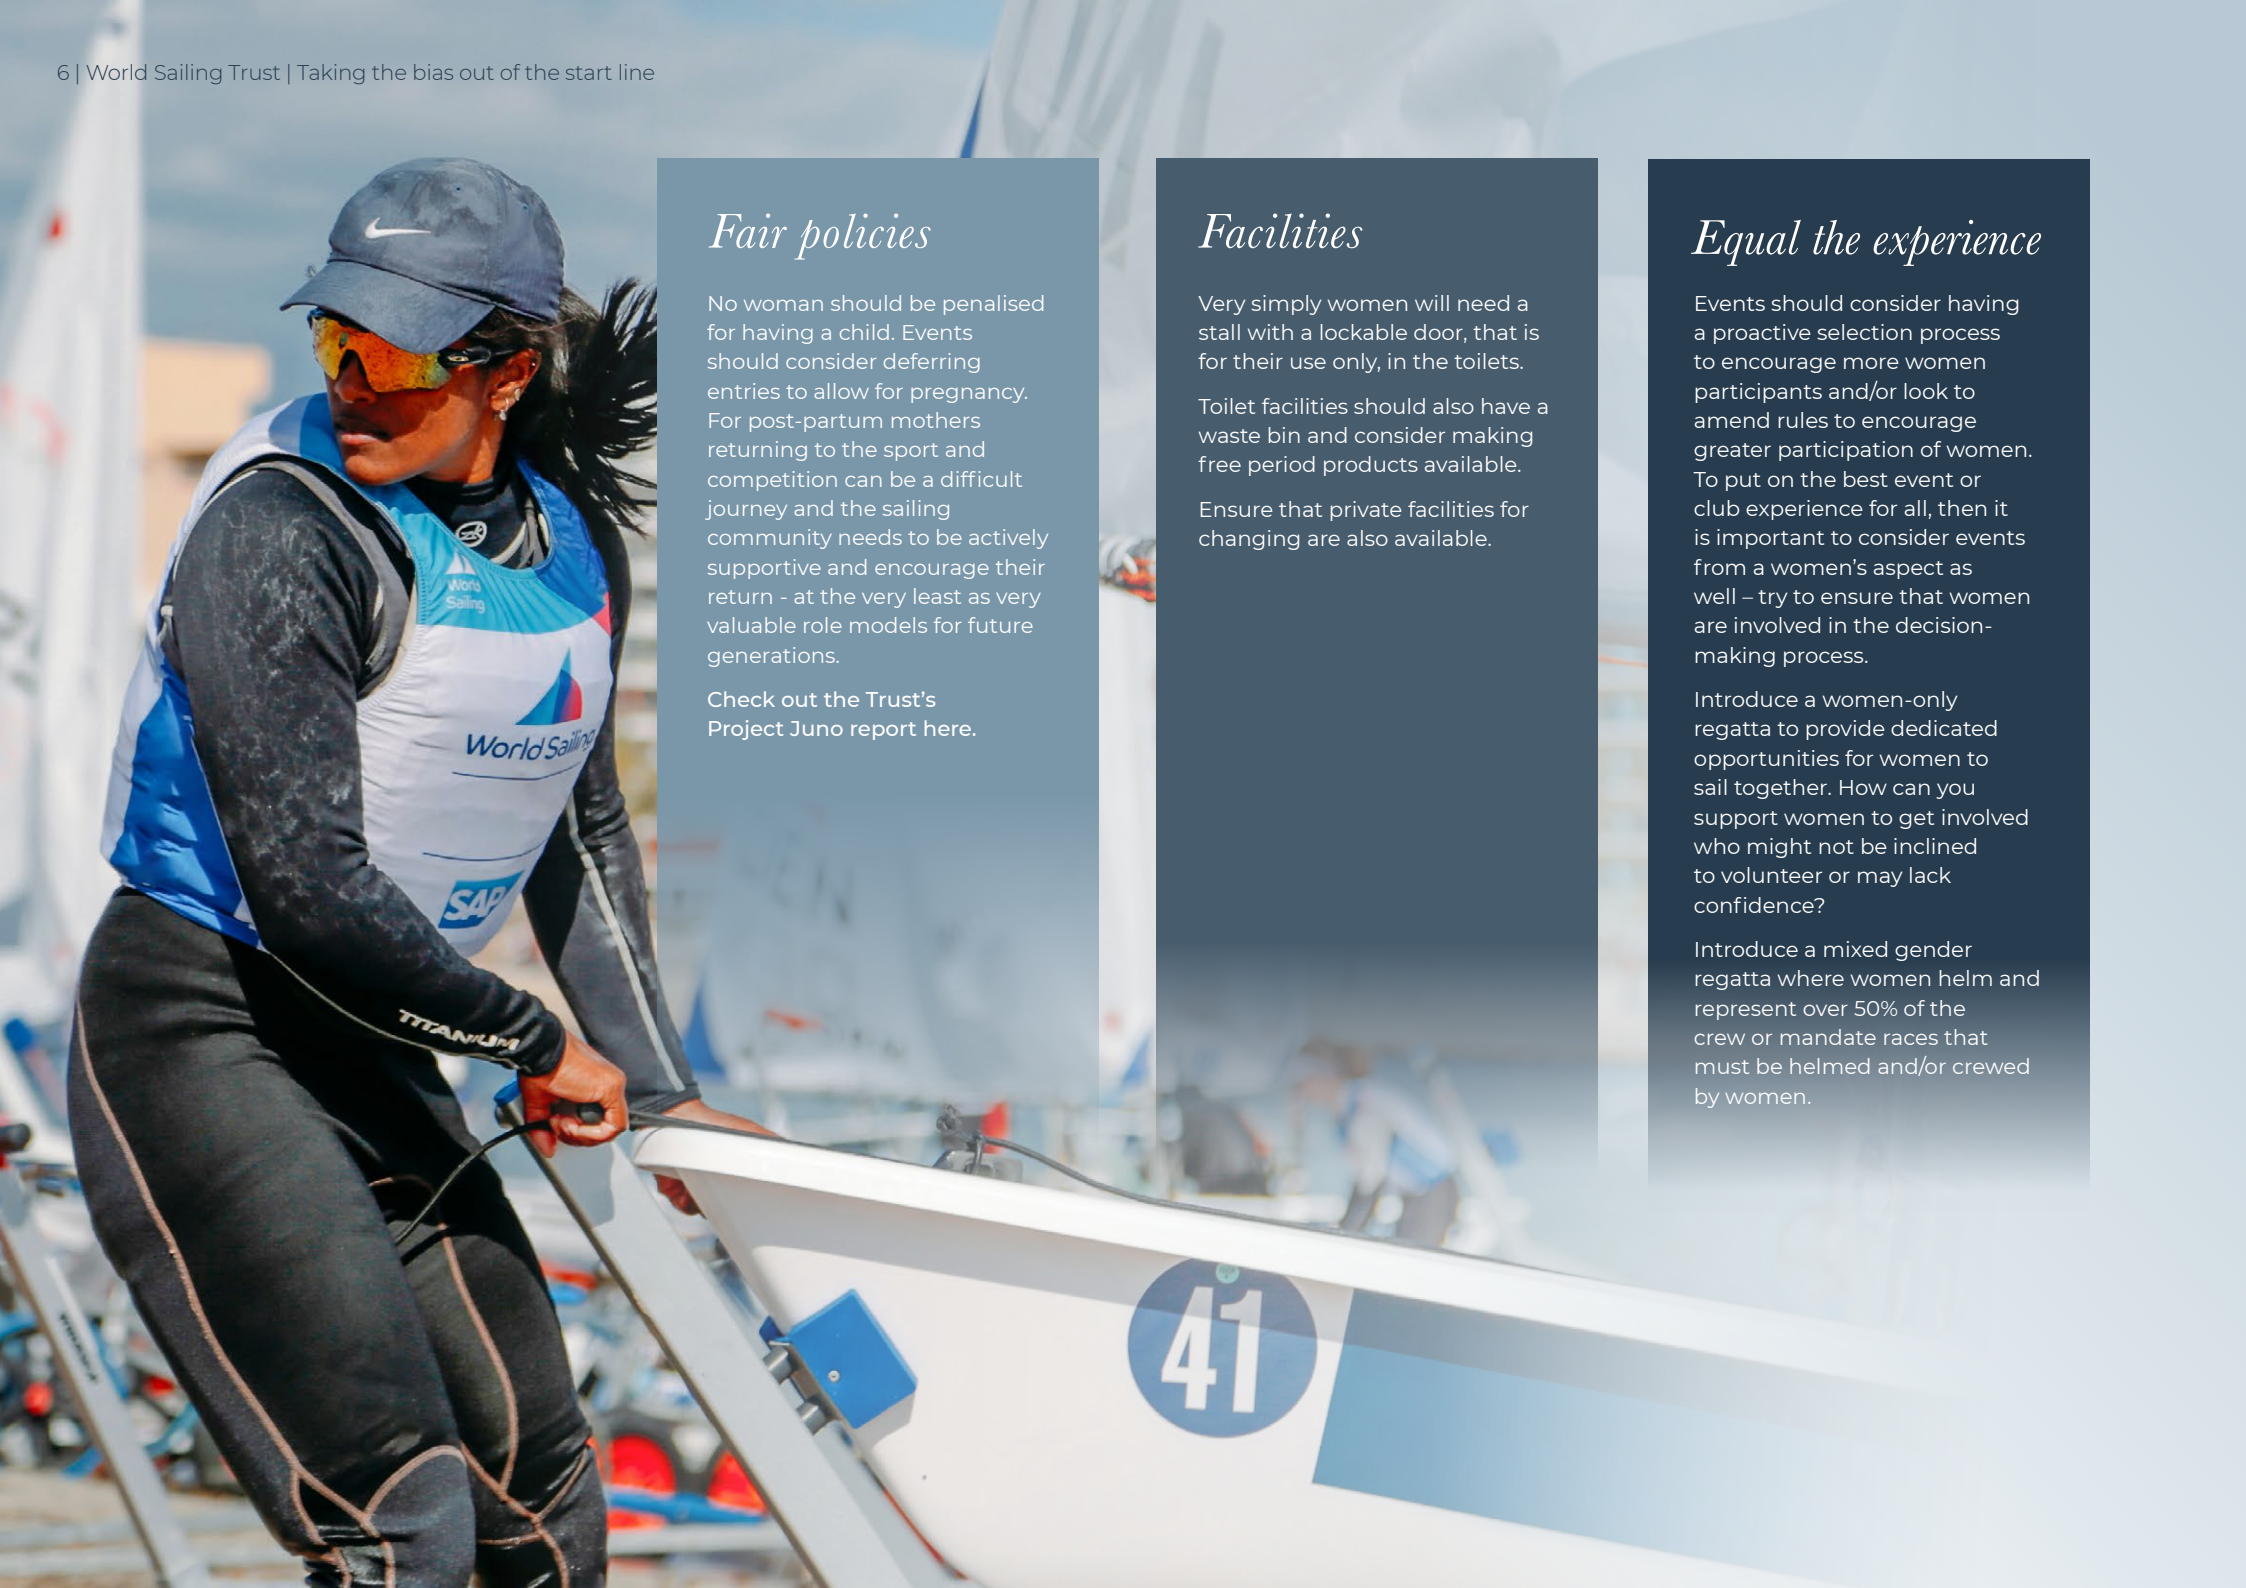 6 | World Sailing Trust | Taking the bias out of the start line
Fair policies
No woman should be penalised
for having a child. Events
should consider deferring
entries to allow for pregnancy.
For post-partum mothers
returning to the sport and
competition can be a difficult
journey and the sailing
community needs to be actively
supportive and encourage their
return - at the very least as very
valuable role models for future
generations.
Check out the Trust's
Project Juno report here.
Facilities
Very simply women will need a
stall with a lockable door, that is
for their use only, in the toilets.
Toilet facilities should also have a
waste bin and consider making
free period products available.
Ensure that private facilities for
changing are also available.
Equal the experience
Events should consider having
a proactive selection process
to encourage more women
participants and/or look to
amend rules to encourage
greater participation of women.
To put on the best event or
club experience for all, then it
is important to consider events
from a women's aspect as
well – try to ensure that women
are involved in the decision-
making process.
Introduce a women-only
regatta to provide dedicated
opportunities for women to
sail together. How can you
support women to get involved
who might not be inclined
to volunteer or may lack
confidence?
Introduce a mixed gender
regatta where women helm and
represent over 50% of the
crew or mandate races that
must be helmed and/or crewed
by women.
World
Sailing
World Sailing
SAP
TITANIUM
41